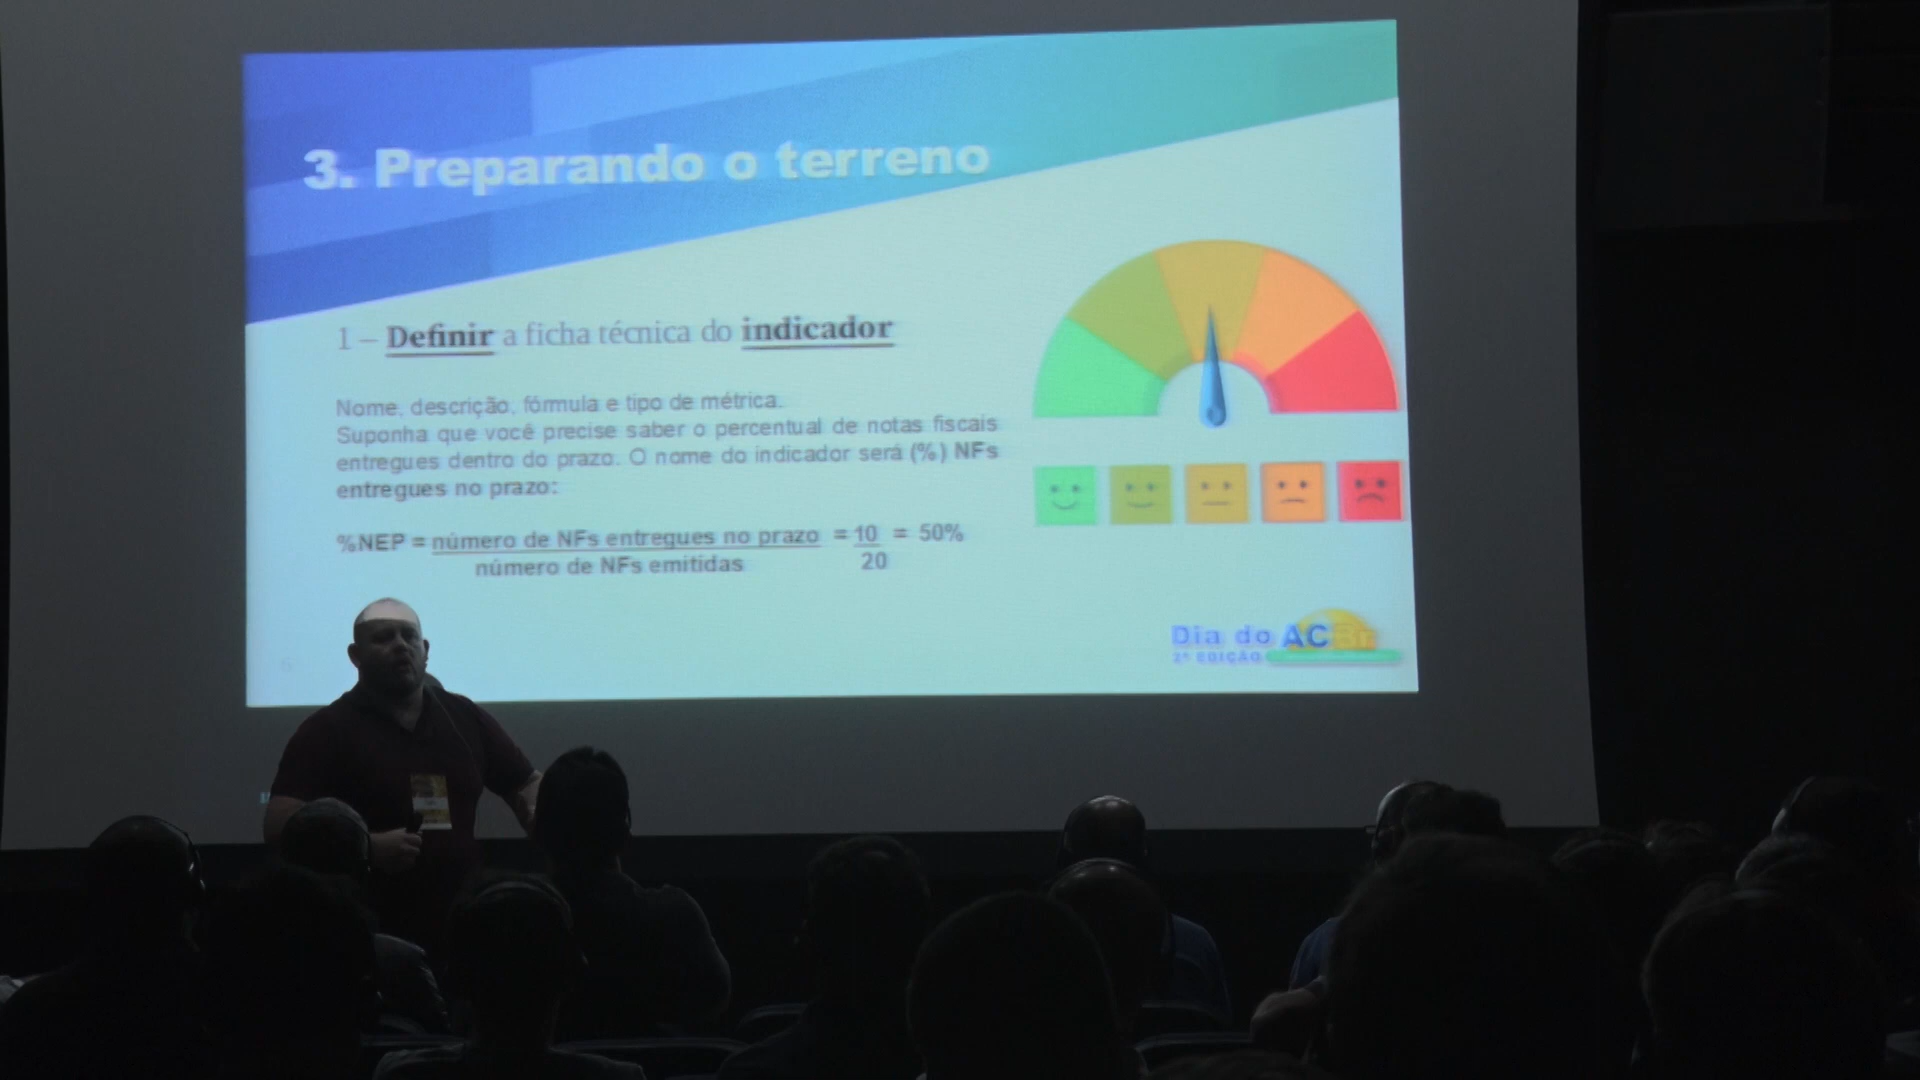 3. Preparando o terreno
1 – Definir a ficha técnica do indicador
Nome, descrição, fórmula e tipo de métrica.
Suponha que você precise saber o percentual de notas fiscais
entregues dentro do prazo. O nome do indicador será (%) NFs
entregues no prazo:
%NEP = número de NFs entregues no prazo = 10 = 50%
número de NFs emitidas 20
Dia do ACBr
2ª EDIÇÃO